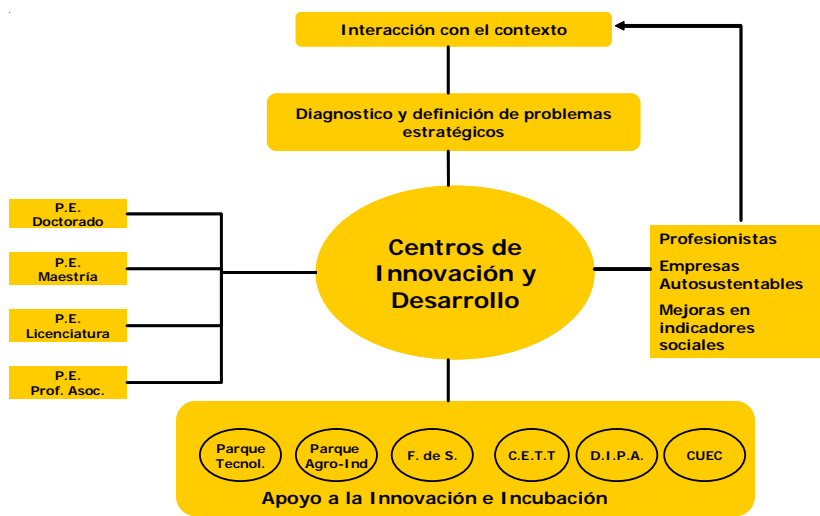 Interacción con el contexto
Diagnostico y definición de problemas
estratégicos
P.E.
Doctorado
P.E.
Maestría
P.E.
Licenciatura
P.E.
Prof. Asoc.
Centros de
Innovación y
Desarrollo
Profesionistas
Empresas
Autosustentables
Mejoras en
indicadores
sociales
Parque
Tecnol.
Parque
Agro-Ind
F. de S.
C.E.T.T
D.I.P.A.
CUEC
Apoyo a la Innovación e Incubación